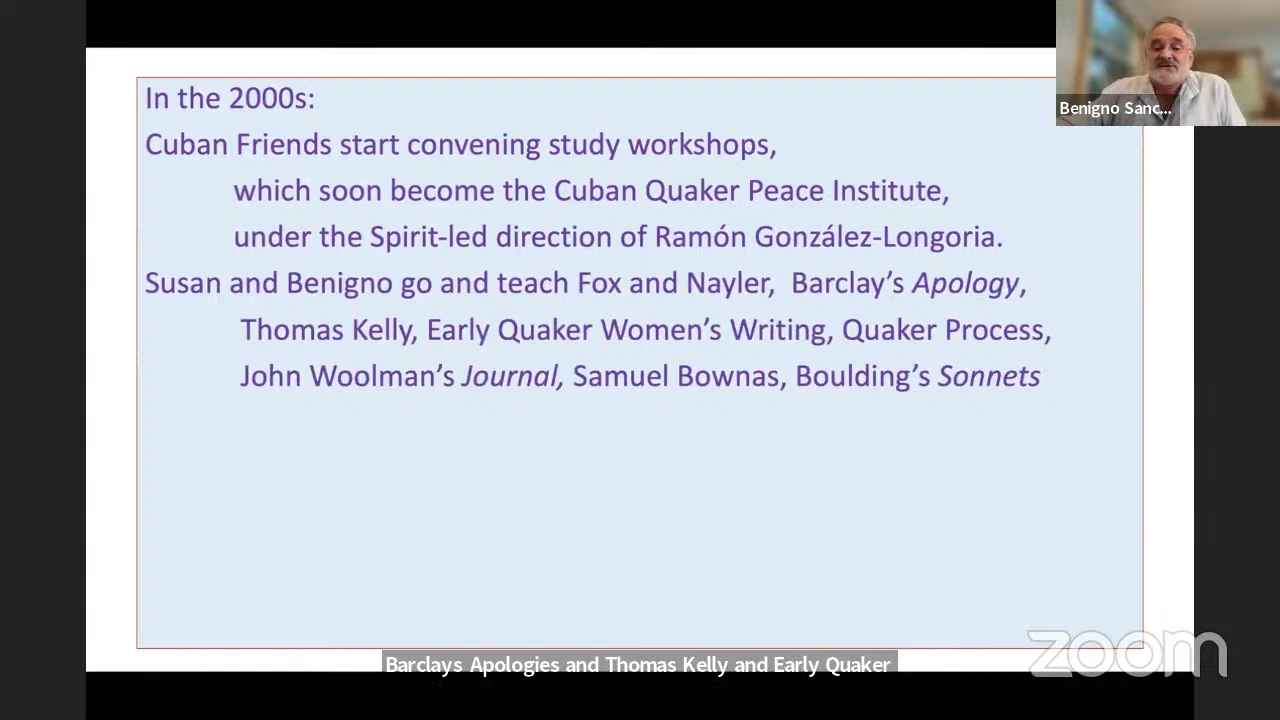 In the 2000s:
Cuban Friends start convening study workshops,
which soon become the Cuban Quaker Peace Institute,
under the Spirit-led direction of Ramón González-Longoria.
Susan and Benigno go and teach Fox and Nayler, Barclay's Apology,
Thomas Kelly, Early Quaker Women's Writing, Quaker Process,
John Woolman's Journal, Samuel Bownas, Boulding's Sonnets
Benigno Sanc...
Barclays Apologies and Thomas Kelly and Early Quaker
zoom